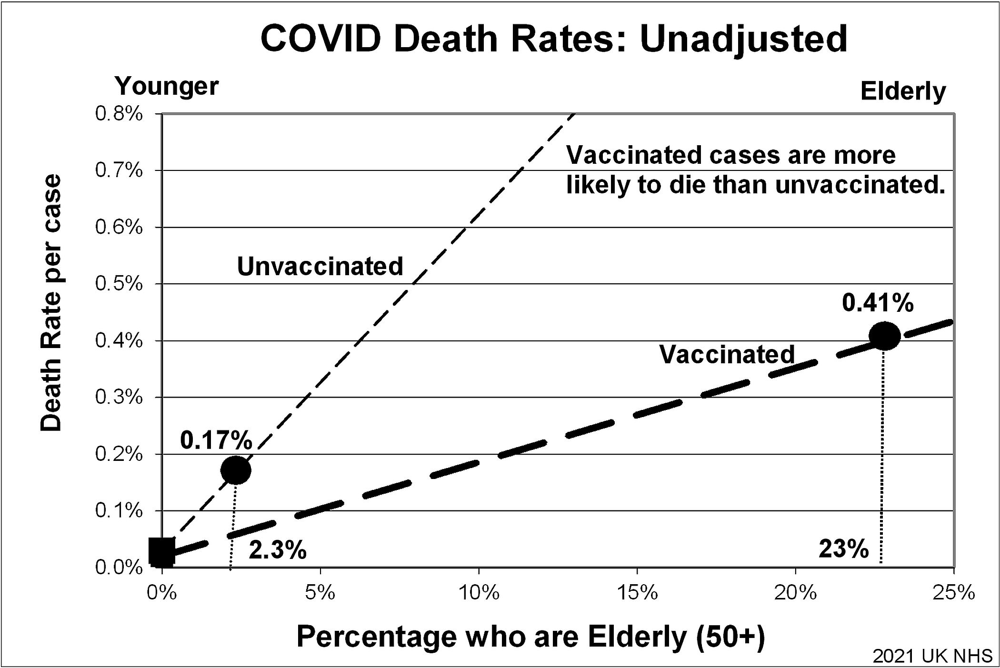 COVID Death Rates: Unadjusted
Younger
Elderly
0.8%
0.7%
0.6%
0.5%
0.4%
0.3%
0.2%
0.1%
0.0%
Death Rate per case
Vaccinated cases are more
likely to die than unvaccinated.
Unvaccinated
0.41%
Vaccinated
0.17%
2.3%
23%
0%
5%
10%
15%
20%
25%
Percentage who are Elderly (50+)
2021 UK NHS